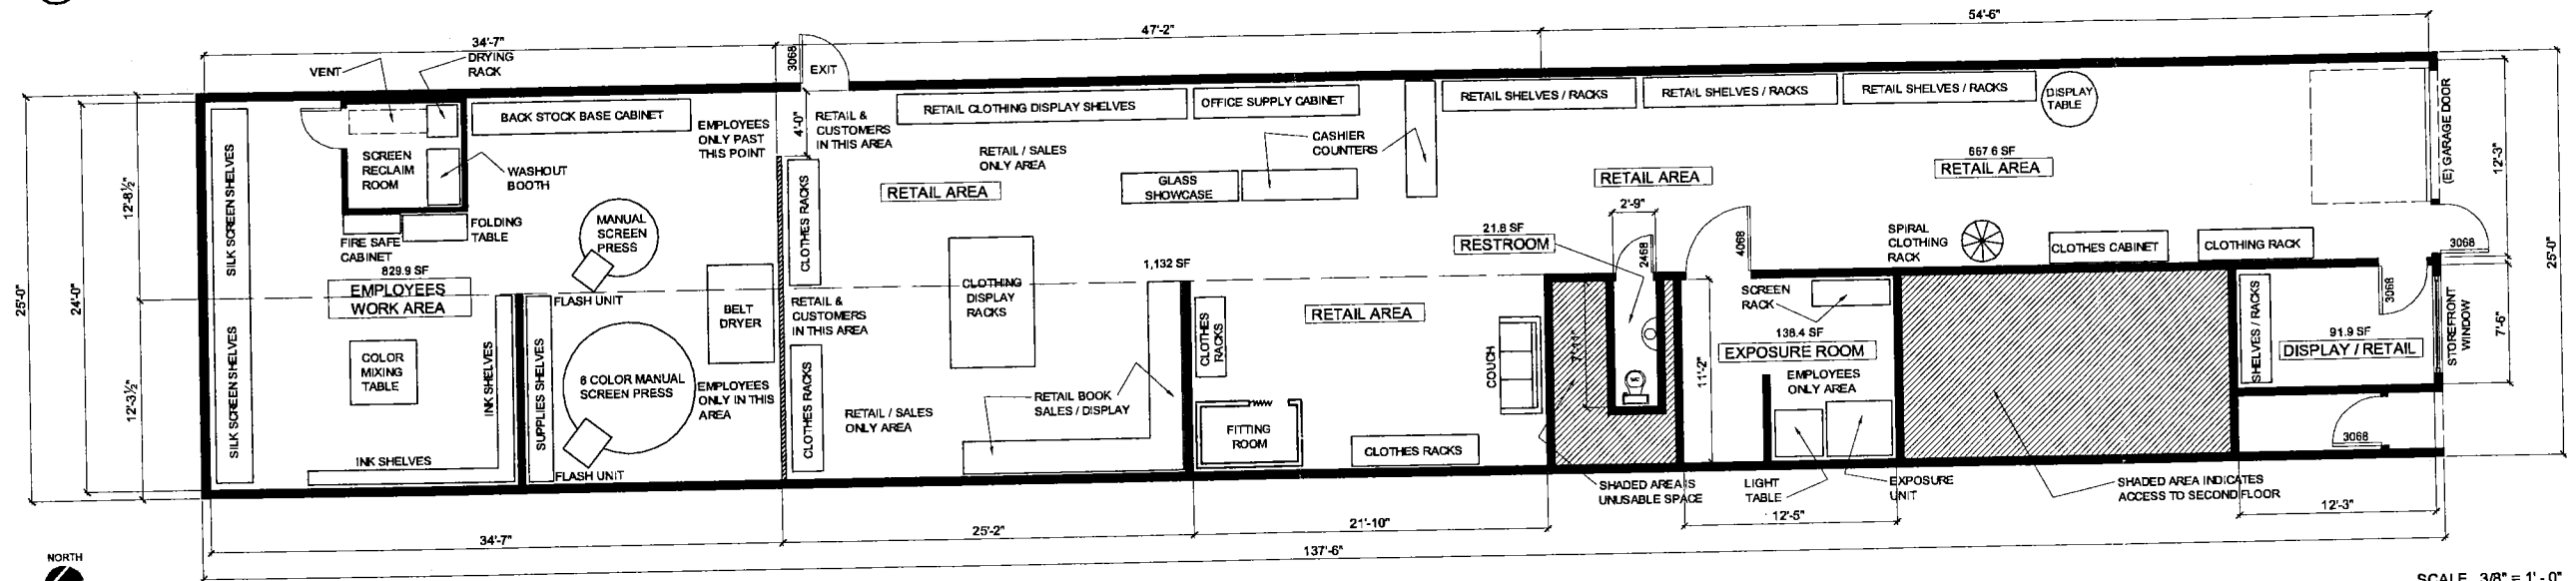 54'-6"
47'-2"
34'-7"
DRYING
RACK
VENT
3068
EXIT
BACK STOCK BASE CABINET
EMPLOYEES
ONLY PAST
THIS POINT
4'-0"
RETAIL &
CUSTOMERS
IN THIS AREA
RETAIL CLOTHING DISPLAY SHELVES
OFFICE SUPPLY CABINET
RETAIL SHELVES / RACKS
RETAIL SHELVES / RACKS
RETAIL SHELVES / RACKS
DISPLAY
TABLE
(E) GARAGE DOOR
12'-3"
25'-0"
CASHIER
COUNTERS
SILK SCREEN SHELVES
SCREEN
RECLAIM
ROOM
WASHOUT
BOOTH
RETAIL / SALES
ONLY AREA
RETAIL AREA
GLASS
SHOWCASE
RETAIL AREA
667.6 SF
RETAIL AREA
12'-8½"
25'-0"
24'-0"
FIRE SAFE
CABINET
FOLDING
TABLE
MANUAL
SCREEN
PRESS
CLOTHES RACKS
2'-9"
21.8 SF
RESTROOM
2468
4068
SPIRAL
CLOTHING
RACK
CLOTHES CABINET
CLOTHING RACK
3068
829.9 SF
EMPLOYEES
WORK AREA
FLASH UNIT
1,132 SF
CLOTHING
DISPLAY
RACKS
RETAIL &
CUSTOMERS
IN THIS AREA
BELT
DRYER
RETAIL AREA
CLOTHES
RACKS
SCREEN
RACK
138.4 SF
EXPOSURE ROOM
EMPLOYEES
ONLY AREA
3068
91.9 SF
DISPLAY / RETAIL
SHELVES / RACKS
STOREFRONT
WINDOW
7'-6"
12'-3½"
SILK SCREEN SHELVES
COLOR
MIXING
TABLE
INK SHELVES
SUPPLIES SHELVES
6 COLOR MANUAL
SCREEN PRESS
EMPLOYEES
ONLY IN THIS
AREA
CLOTHES RACKS
RETAIL / SALES
ONLY AREA
RETAIL BOOK
SALES / DISPLAY
COUCH
7'-11"
11'-2"
FITTING
ROOM
CLOTHES RACKS
3068
INK SHELVES
FLASH UNIT
SHADED AREA IS
UNUSABLE SPACE
LIGHT
TABLE
EXPOSURE
UNIT
SHADED AREA INDICATES
ACCESS TO SECOND FLOOR
34'-7"
25'-2"
21'-10"
12'-5"
12'-3"
137'-6"
NORTH
SCALE 3/8" = 1'-0"